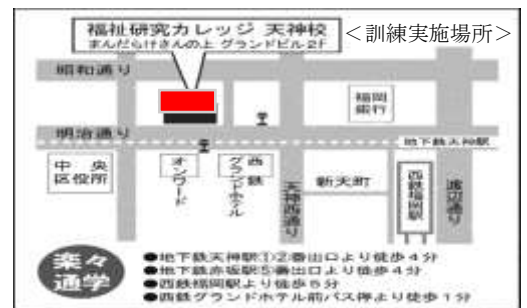 福祉研究カレッジ 天神校
まんだらけさんの上 グランドビル2F
＜訓練実施場所＞
昭和通り
福岡
銀行
明治通り
地下鉄天神駅
中央
区役所
オンワード
西鉄
グランドホテル
天神西通り
新天町
西鉄福岡駅
渡辺通り
楽々
通学
●地下鉄天神駅①②番出口より徒歩4分
●地下鉄赤坂駅⑤番出口より徒歩4分
●西鉄福岡駅より徒歩5分
●西鉄グランドホテル前バス停より徒歩1分